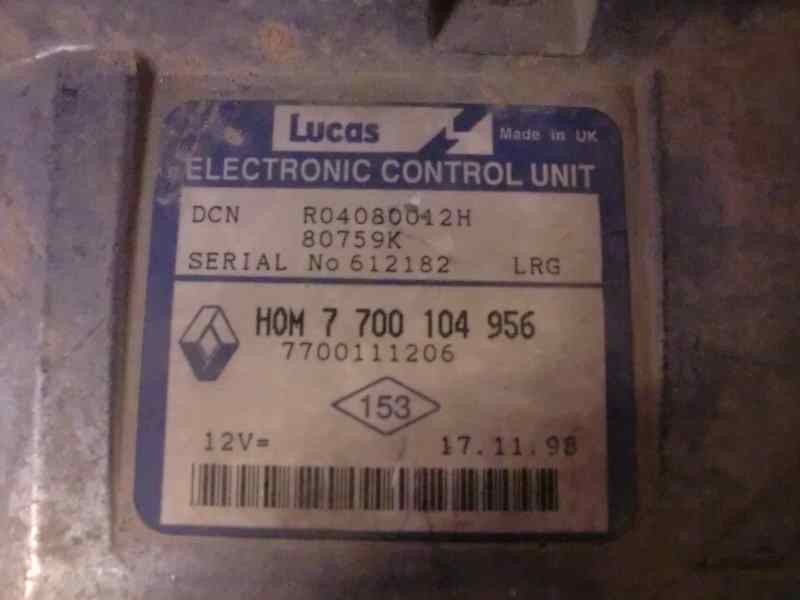 Lucas
Made in UK
ELECTRONIC CONTROL UNIT
DCN R04080012H
80759K
SERIAL No 612182 LRG
HOM 7 700 104 956
7700111206
153
12V= 17.11.98